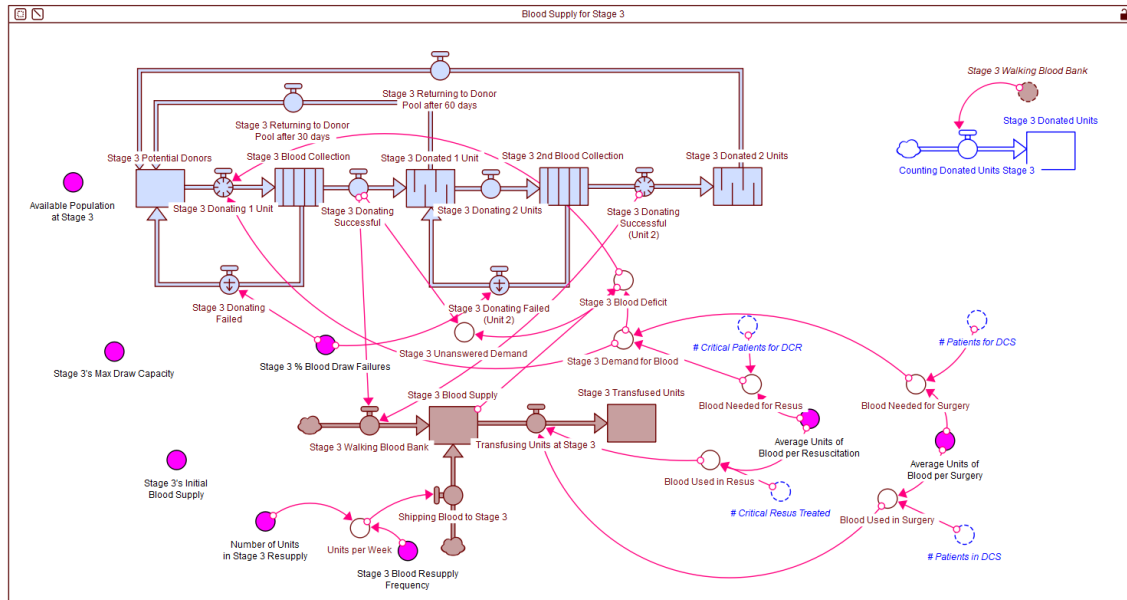 Blood Supply for Stage 3
Stage 3 Walking Blood Bank
Stage 3 Returning to Donor
Pool after 60 days
Stage 3 Returning to Donor
Pool after 30 days
Stage 3 Donated Units
Stage 3 Potential Donors
Stage 3 Blood Collection
Stage 3 Donated 1 Unit
Stage 3 2nd Blood Collection
Stage 3 Donated 2 Units
Counting Donated Units Stage 3
Available Population
at Stage 3
Stage 3 Donating 1 Unit
Stage 3 Donating
Successful
Stage 3 Donating 2 Units
Stage 3 Donating
Successful
(Unit 2)
Stage 3 Donating
Failed
Stage 3 Donating Failed
(Unit 2)
Stage 3 Blood Deficit
Stage 3 Unanswered Demand
Stage 3 Demand for Blood
# Critical Patients for DCR
# Patients for DCS
Stage 3's Max Draw Capacity
Stage 3 % Blood Draw Failures
Stage 3 Blood Supply
Stage 3 Transfused Units
Blood Needed for Resus
Blood Needed for Surgery
Stage 3 Walking Blood Bank
Transfusing Units at Stage 3
Average Units of
Blood per Resuscitation
Average Units of
Blood per Surgery
Stage 3's Initial
Blood Supply
Blood Used in Resus
# Critical Resus Treated
Blood Used in Surgery
Shipping Blood to Stage 3
Number of Units
in Stage 3 Resupply
Units per Week
Stage 3 Blood Resupply
Frequency
# Patients in DCS